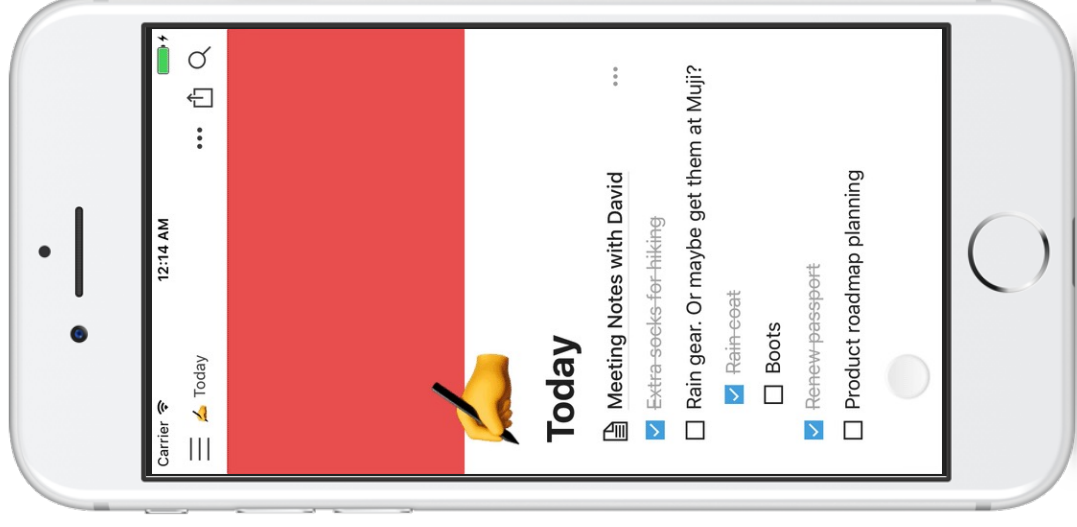 Carrier 12:14 AM
Today
Today
Meeting Notes with David
Extra socks for hiking
Rain gear. Or maybe get them at Muji?
Rain coat
Boots
Renew passport
Product roadmap planning